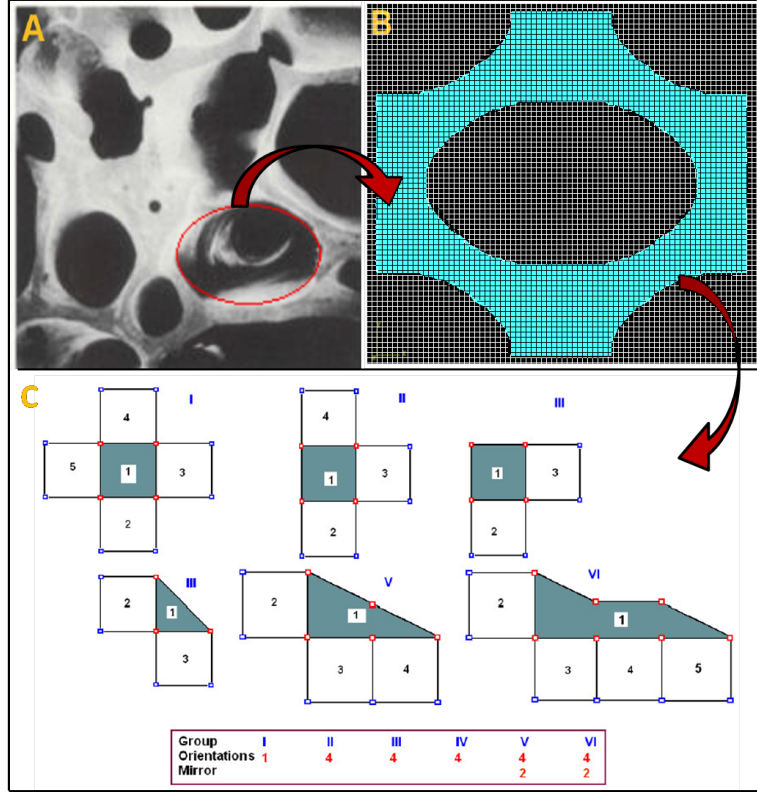 A B
C
I II III
4 4
5 1 3 1 3 1 3
2 2 2
III V VI
2 1 2 1 2 1
3 3 4 3 4 5
Group I II III IV V VI
Orientations 1 4 4 4 4 4
Mirror 2 2